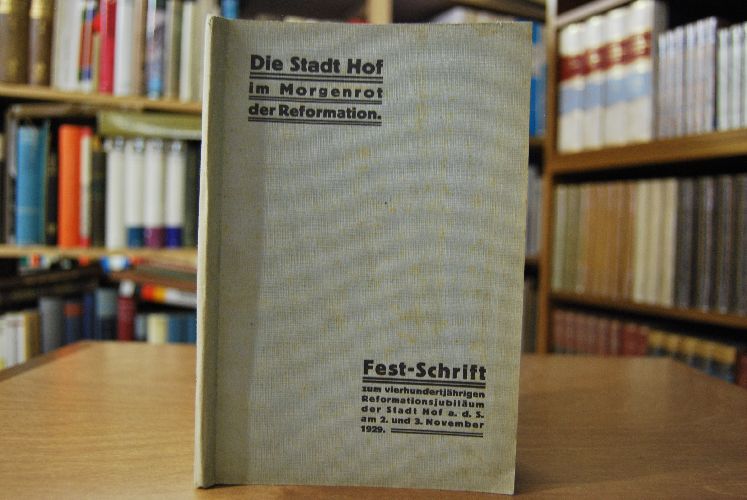 Die Stadt Hof
im Morgenrot
der Reformation.
Fest-Schrift
zum vierhundertjährigen
Reformationsjubiläum
der Stadt Hof a. d. S.
am 2. und 3. November
1929.